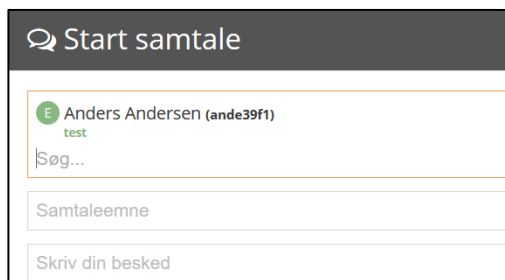 Start samtale
E Anders Andersen (ande39f1)
test
Søg...
Samtaleemne
Skriv din besked